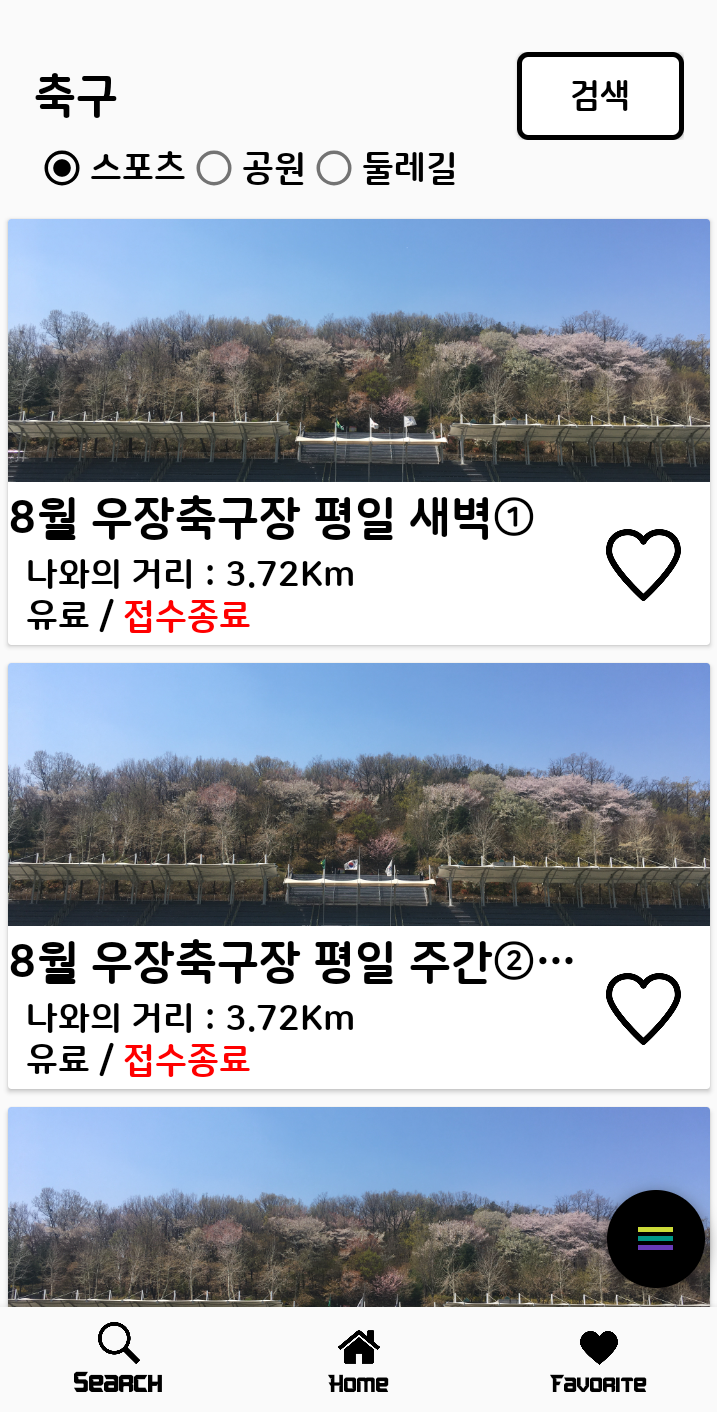 축구
검색
스포츠 공원 둘레길
8월 우장축구장 평일 새벽①
나와의 거리 : 3.72Km
유료 / 접수종료
8월 우장축구장 평일 주간②…
나와의 거리 : 3.72Km
유료 / 접수종료
Search Home Favorite